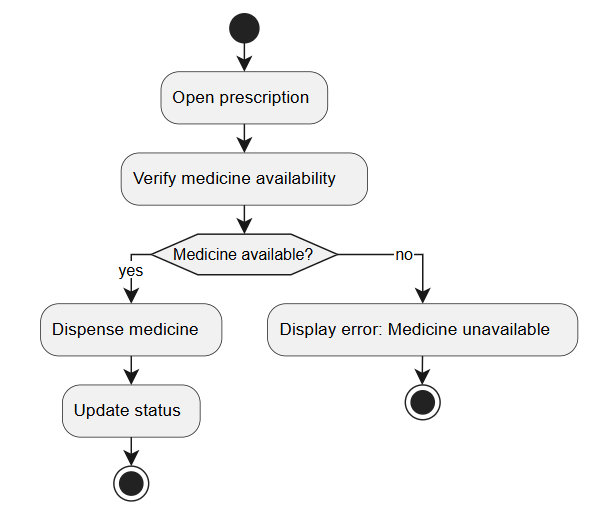 Open prescription
Verify medicine availability
Medicine available?
yes
no
Dispense medicine
Display error: Medicine unavailable
Update status